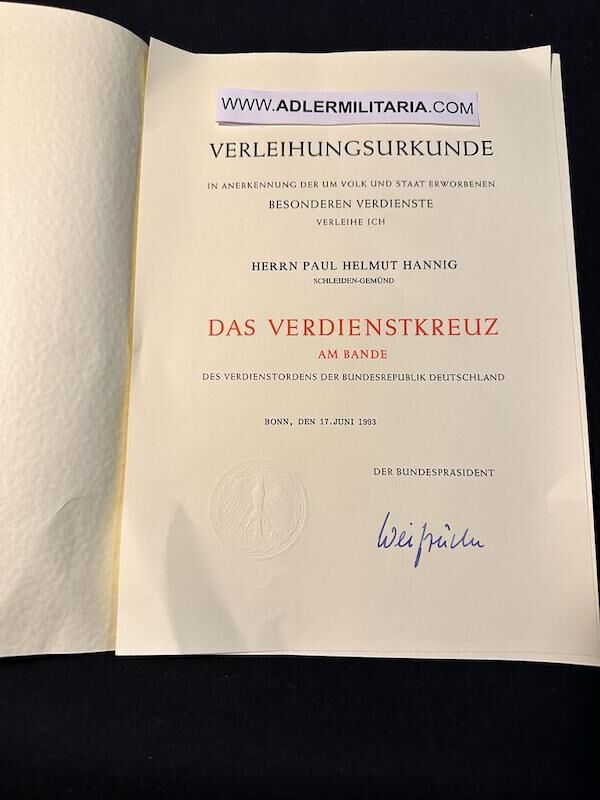 WWW.ADLERMILITARIA.COM
VERLEIHUNGSURKUNDE
IN ANERKENNUNG DER UM VOLK UND STAAT ERWORBENEN
BESONDEREN VERDIENSTE
VERLEIHE ICH
HERRN PAUL HELMUT HANNIG
SCHLEIDEN-GEMÜND
DAS VERDIENSTKREUZ
AM BANDE
DES VERDIENSTORDENS DER BUNDESREPUBLIK DEUTSCHLAND
BONN, DEN 17.JUNI 1993
DER BUNDESPRÄSIDENT
Weizsäcker